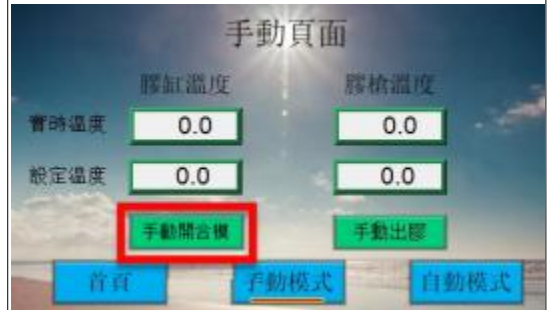 手動頁面
膠缸溫度 膠槍溫度
實時溫度 0.0 0.0
設定溫度 0.0 0.0
手動開合模 手動出膠
首頁 手動模式 自動模式